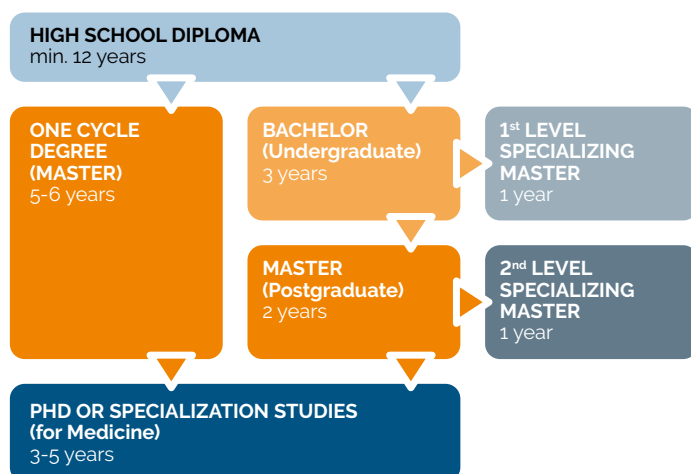 HIGH SCHOOL DIPLOMA
min. 12 years
ONE CYCLE
DEGREE
(MASTER)
5-6 years
BACHELOR
(Undergraduate)
3 years
1st LEVEL
SPECIALIZING
MASTER
1 year
MASTER
(Postgraduate)
2 years
2nd LEVEL
SPECIALIZING
MASTER
1 year
PHD OR SPECIALIZATION STUDIES
(for Medicine)
3-5 years